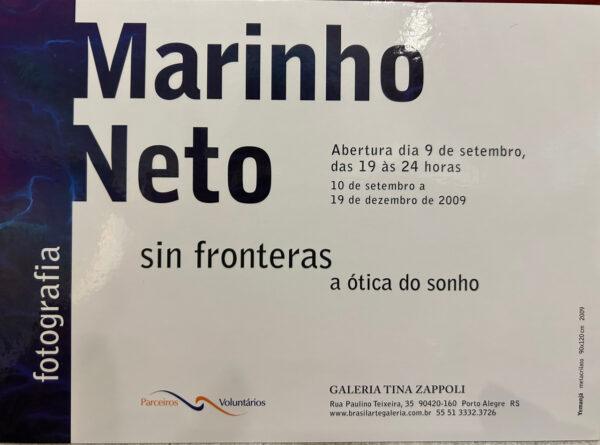 Marinho
Neto
Abertura dia 9 de setembro,
das 19 às 24 horas
10 de setembro a
19 de dezembro de 2009
sin fronteras
a ótica do sonho
fotografia
Parceiros Voluntários
GALERIA TINA ZAPPOLI
Rua Paulino Teixeira, 35 90420-160 Porto Alegre RS
www.brasilartegaleria.com.br 55 51 3332.3726
Yemanjá metacrilato 90x120cm 2009